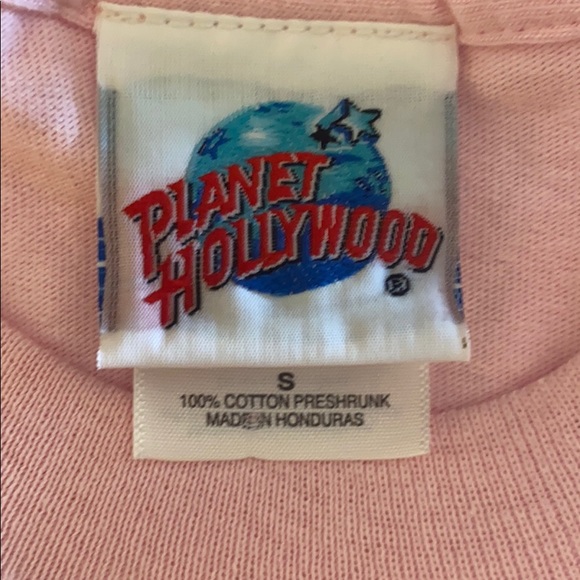 PLANET
HOLLYWOOD
®
S
100% COTTON PRESHRUNK
MADE IN HONDURAS